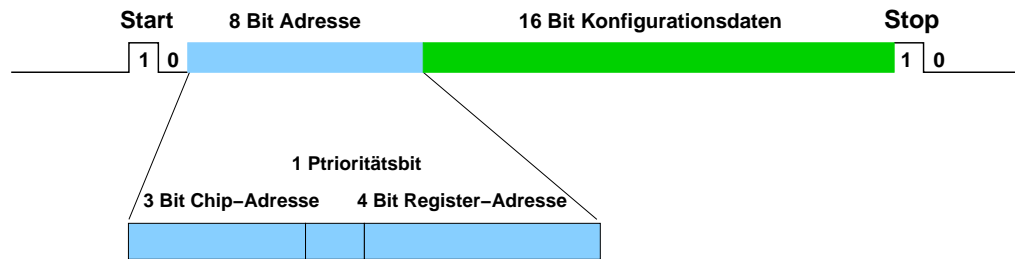 Start
8 Bit Adresse
16 Bit Konfigurationsdaten
Stop
1 0
1 0
1 Ptrioritätsbit
3 Bit Chip−Adresse
4 Bit Register−Adresse